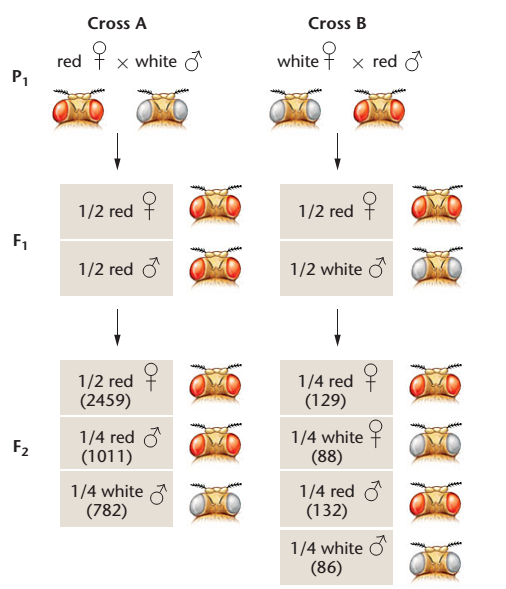 Cross A
Cross B
red ♀ × white ♂
white ♀ × red ♂
P1
F1
1/2 red ♀
1/2 red ♂
1/2 red ♀
1/2 white ♂
F2
1/2 red ♀
(2459)
1/4 red ♂
(1011)
1/4 white ♂
(782)
1/4 red ♀
(129)
1/4 white ♀
(88)
1/4 red ♂
(132)
1/4 white ♂
(86)